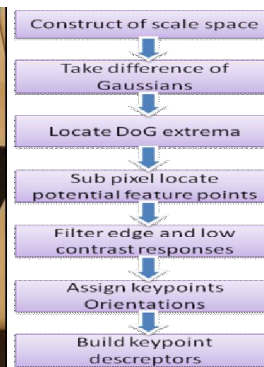 Construct of scale space
Take difference of
Gaussians
Locate DoG extrema
Sub pixel locate
potential feature points
Filter edge and low
contrast responses
Assign keypoints
Orientations
Build keypoint
descreptors